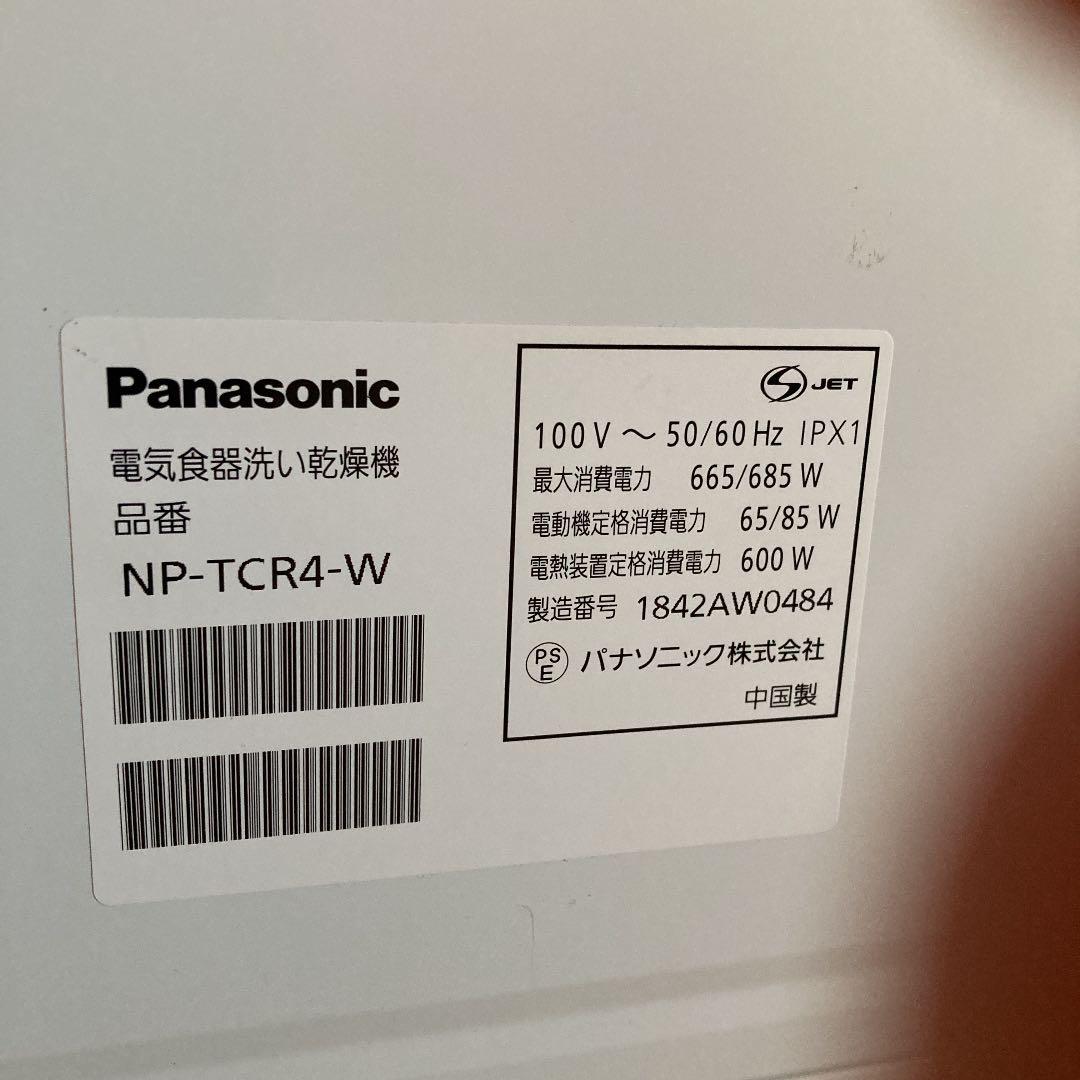 Panasonic
電気食器洗い乾燥機
品番
NP-TCR4-W
S JET
100V ～ 50/60Hz IPX1
最大消費電力 665/685W
電動機定格消費電力 65/85W
電熱装置定格消費電力 600W
製造番号 1842AW0484
PSE パナソニック株式会社
中国製